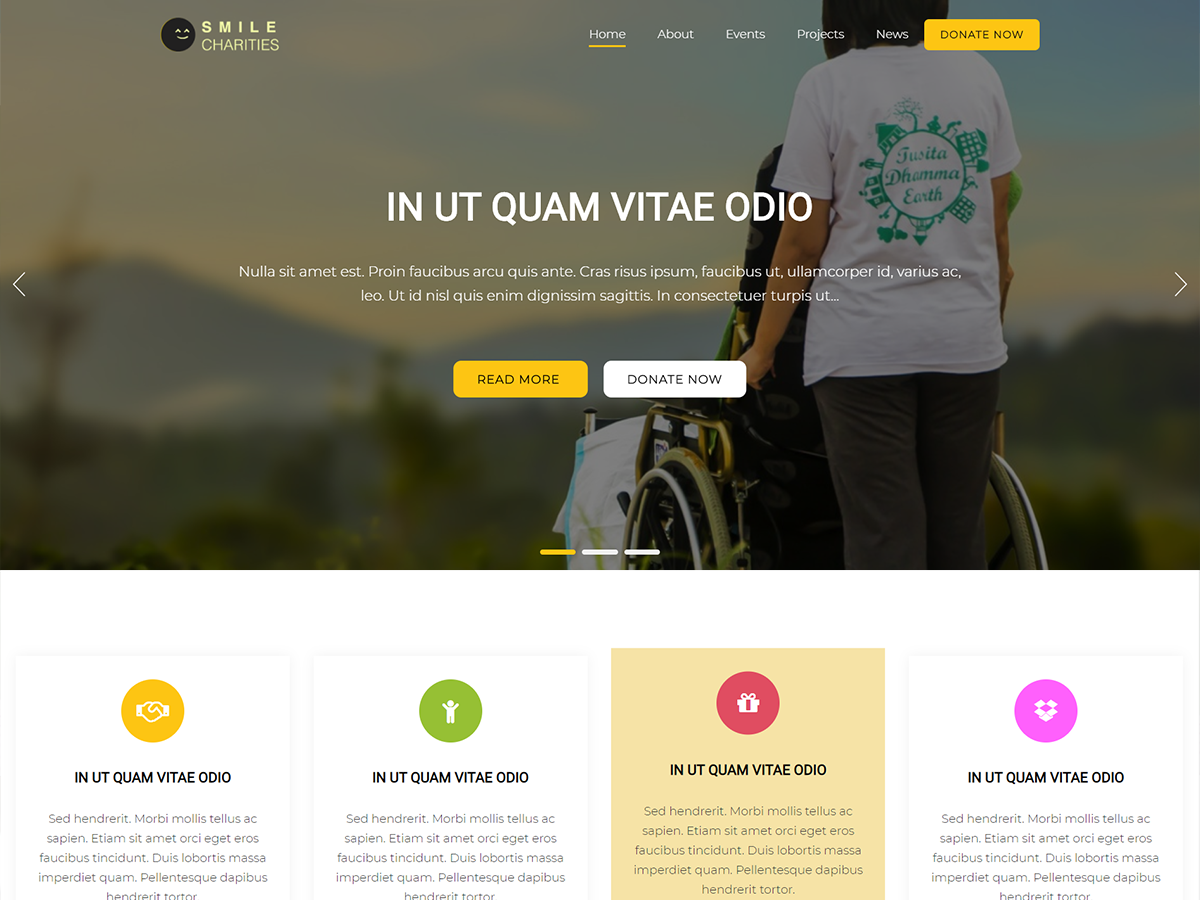 SMILE
CHARITIES
Home About Events Projects News DONATE NOW
Tusita
Dhamma
Earth
IN UT QUAM VITAE ODIO
Nulla sit amet est. Proin faucibus arcu quis ante. Cras risus ipsum, faucibus ut, ullamcorper id, varius ac,
leo. Ut id nisl quis enim dignissim sagittis. In consectetuer turpis ut...
READ MORE DONATE NOW
IN UT QUAM VITAE ODIO
Sed hendrerit. Morbi mollis tellus ac
sapien. Etiam sit amet orci eget eros
faucibus tincidunt. Duis lobortis massa
imperdiet quam. Pellentesque dapibus
hendrerit tortor.
IN UT QUAM VITAE ODIO
Sed hendrerit. Morbi mollis tellus ac
sapien. Etiam sit amet orci eget eros
faucibus tincidunt. Duis lobortis massa
imperdiet quam. Pellentesque dapibus
hendrerit tortor.
IN UT QUAM VITAE ODIO
Sed hendrerit. Morbi mollis tellus ac
sapien. Etiam sit amet orci eget eros
faucibus tincidunt. Duis lobortis massa
imperdiet quam. Pellentesque dapibus
hendrerit tortor.
IN UT QUAM VITAE ODIO
Sed hendrerit. Morbi mollis tellus ac
sapien. Etiam sit amet orci eget eros
faucibus tincidunt. Duis lobortis massa
imperdiet quam. Pellentesque dapibus
hendrerit tortor.